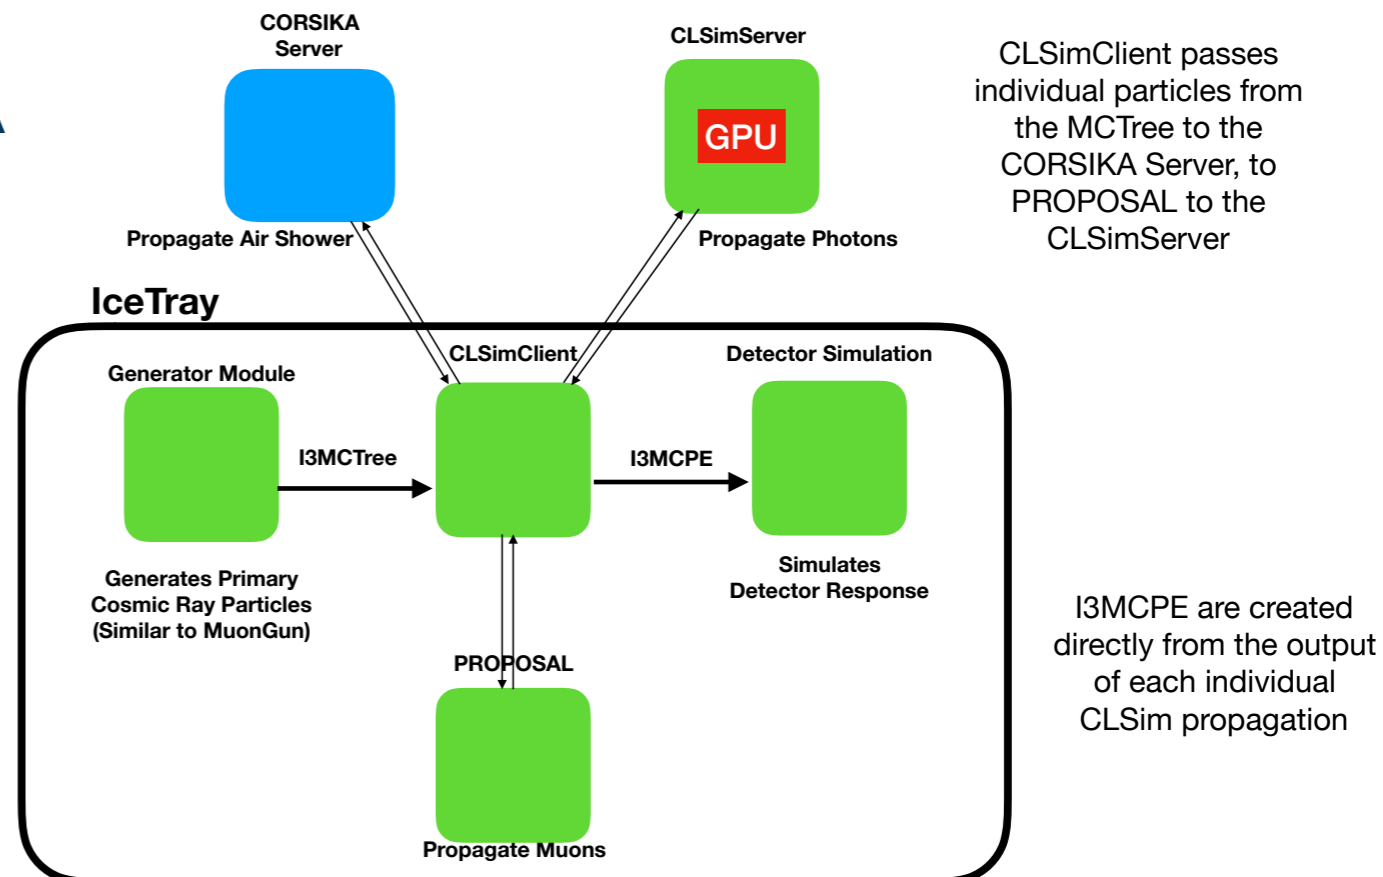 CORSIKA
Server
CLSimServer
GPU
Propagate Air Shower
Propagate Photons
CLSimClient passes
individual particles from
the MCTree to the
CORSIKA Server, to
PROPOSAL to the
CLSimServer
IceTray
Generator Module
CLSimClient
Detector Simulation
I3MCTree
I3MCPE
Generates Primary
Cosmic Ray Particles
(Similar to MuonGun)
Simulates
Detector Response
PROPOSAL
Propagate Muons
I3MCPE are created
directly from the output
of each individual
CLSim propagation